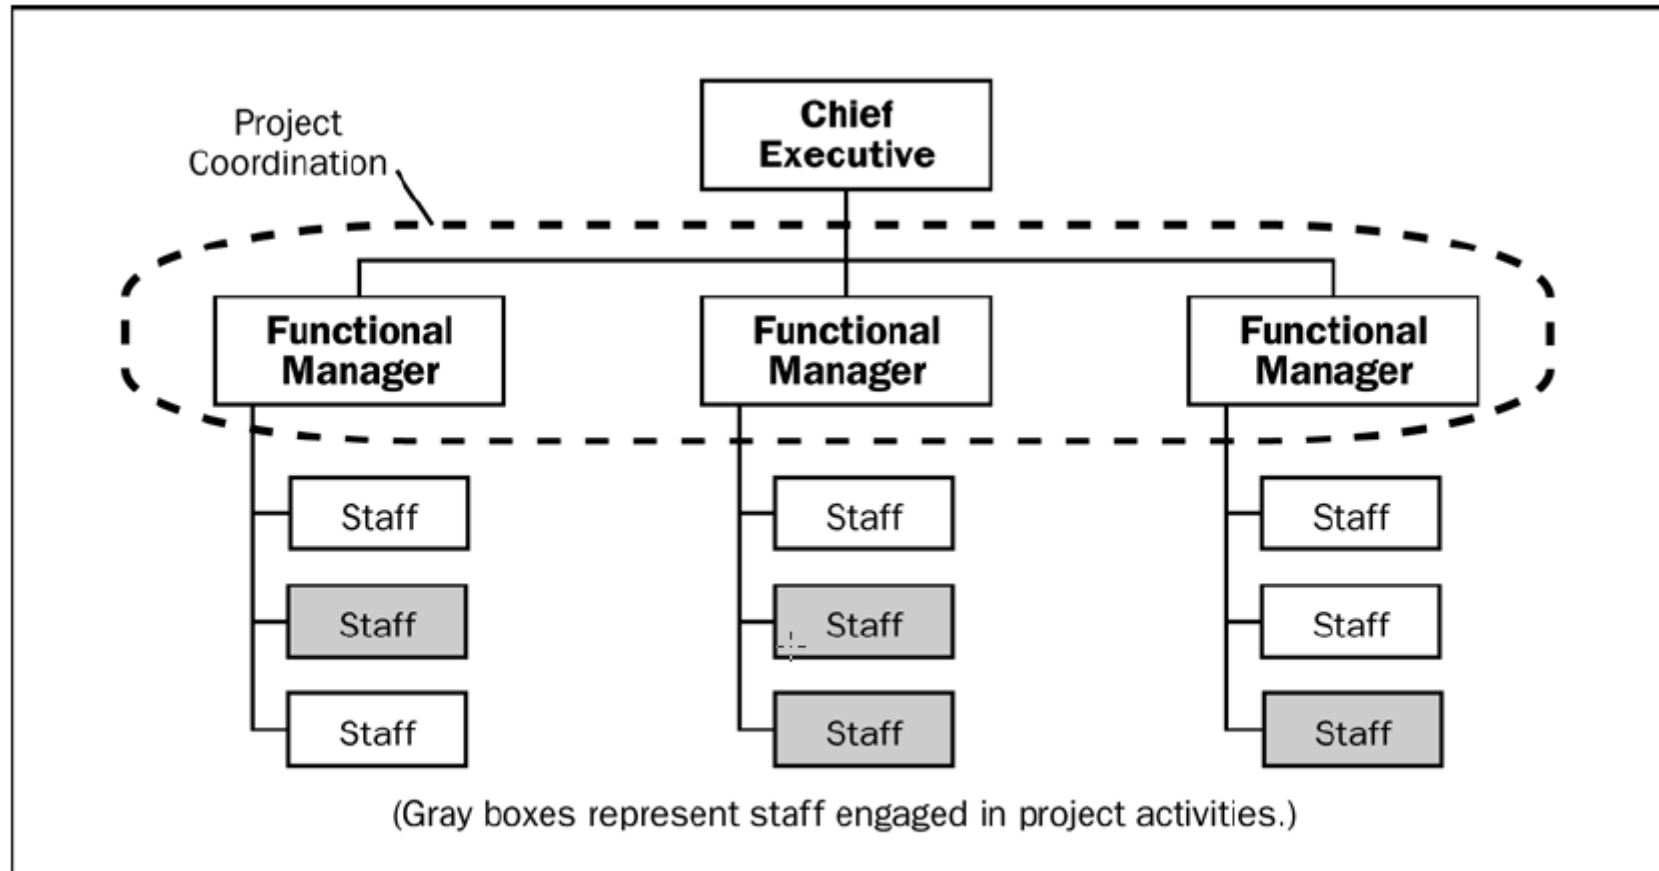 Project
Coordination
Chief
Executive
Functional
Manager
Functional
Manager
Functional
Manager
Staff
Staff
Staff
Staff
Staff
Staff
Staff
Staff
Staff
(Gray boxes represent staff engaged in project activities.)